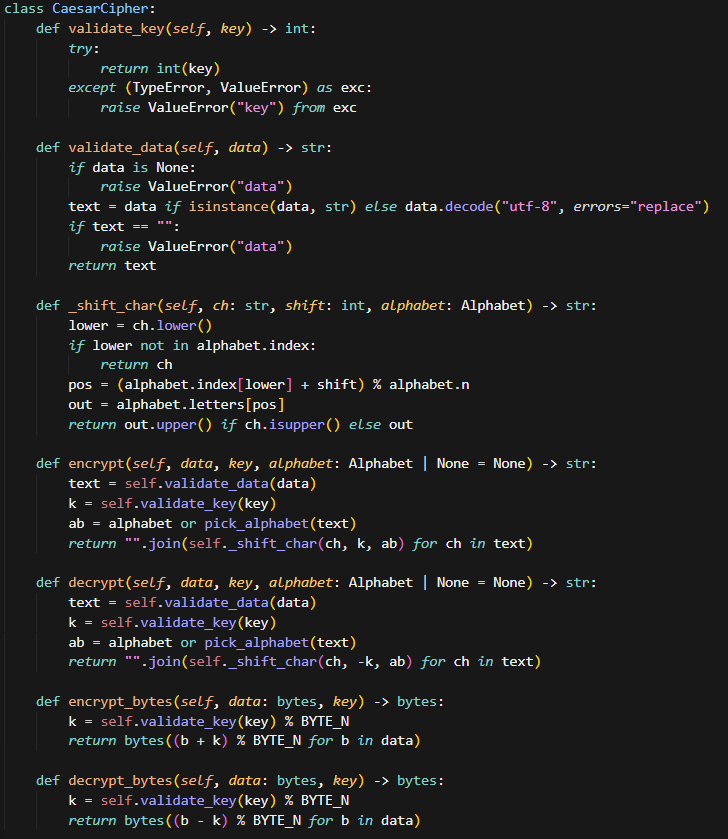 class CaesarCipher:
    def validate_key(self, key) -> int:
        try:
            return int(key)
        except (TypeError, ValueError) as exc:
            raise ValueError("key") from exc

    def validate_data(self, data) -> str:
        if data is None:
            raise ValueError("data")
        text = data if isinstance(data, str) else data.decode("utf-8", errors="replace")
        if text == "":
            raise ValueError("data")
        return text

    def _shift_char(self, ch: str, shift: int, alphabet: Alphabet) -> str:
        lower = ch.lower()
        if lower not in alphabet.index:
            return ch
        pos = (alphabet.index[lower] + shift) % alphabet.n
        out = alphabet.letters[pos]
        return out.upper() if ch.isupper() else out

    def encrypt(self, data, key, alphabet: Alphabet | None = None) -> str:
        text = self.validate_data(data)
        k = self.validate_key(key)
        ab = alphabet or pick_alphabet(text)
        return "".join(self._shift_char(ch, k, ab) for ch in text)

    def decrypt(self, data, key, alphabet: Alphabet | None = None) -> str:
        text = self.validate_data(data)
        k = self.validate_key(key)
        ab = alphabet or pick_alphabet(text)
        return "".join(self._shift_char(ch, -k, ab) for ch in text)

    def encrypt_bytes(self, data: bytes, key) -> bytes:
        k = self.validate_key(key) % BYTE_N
        return bytes((b + k) % BYTE_N for b in data)

    def decrypt_bytes(self, data: bytes, key) -> bytes:
        k = self.validate_key(key) % BYTE_N
        return bytes((b - k) % BYTE_N for b in data)